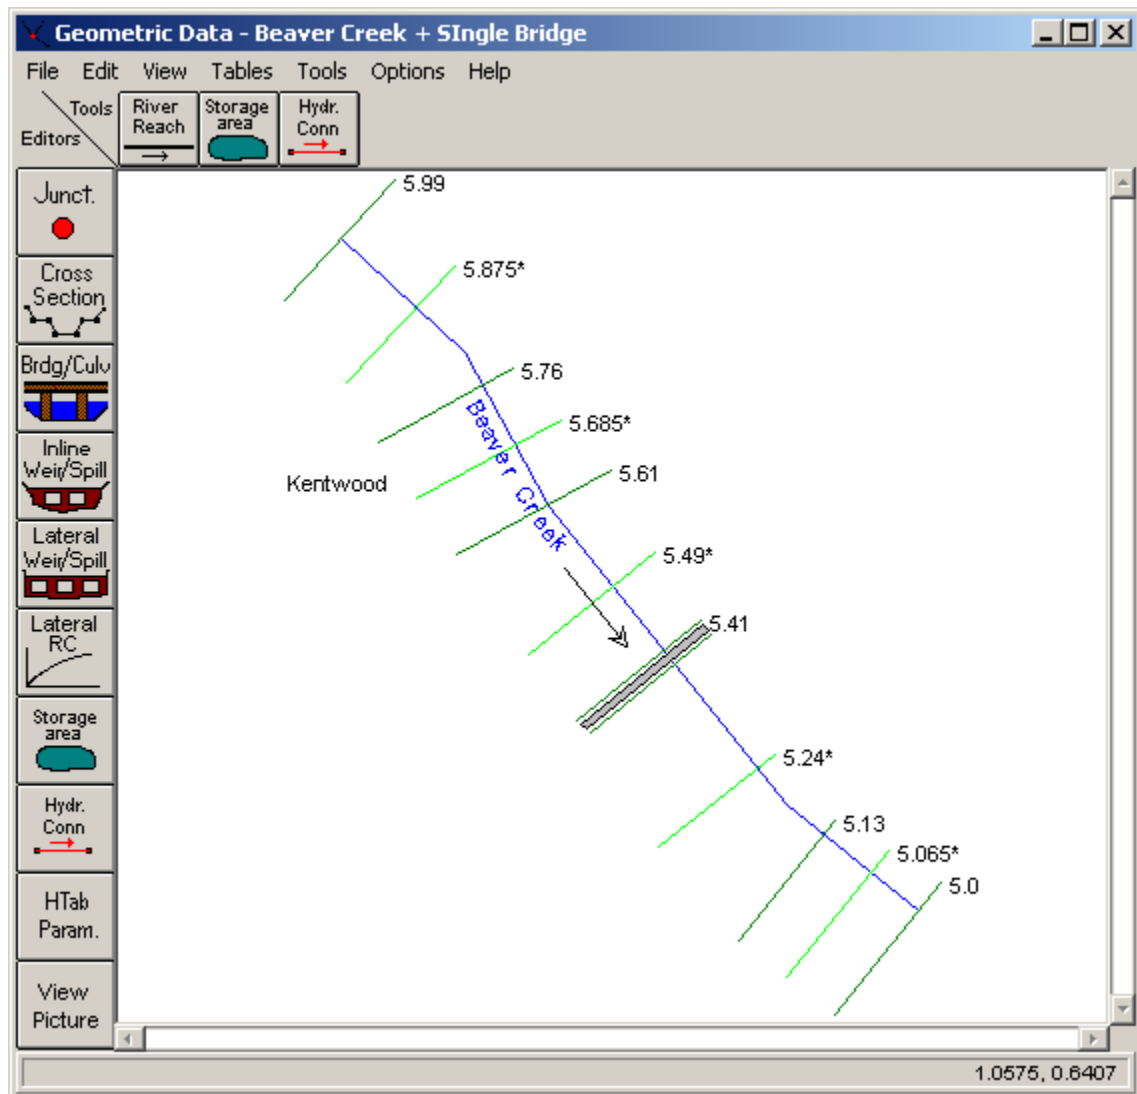 Geometric Data - Beaver Creek + SIngle Bridge
File Edit View Tables Tools Options Help
Tools
Editors
River
Reach
Storage
area
Hydr.
Conn
Junct.
Cross
Section
Brdg/Culv
Inline
Weir/Spill
Lateral
Weir/Spill
Lateral
RC
Storage
area
Hydr.
Conn
HTab
Param.
View
Picture
5.99
5.875*
5.76
5.685*
Beaver Creek
Kentwood
5.61
5.49*
5.41
5.24*
5.13
5.065*
5.0
1.0575, 0.6407